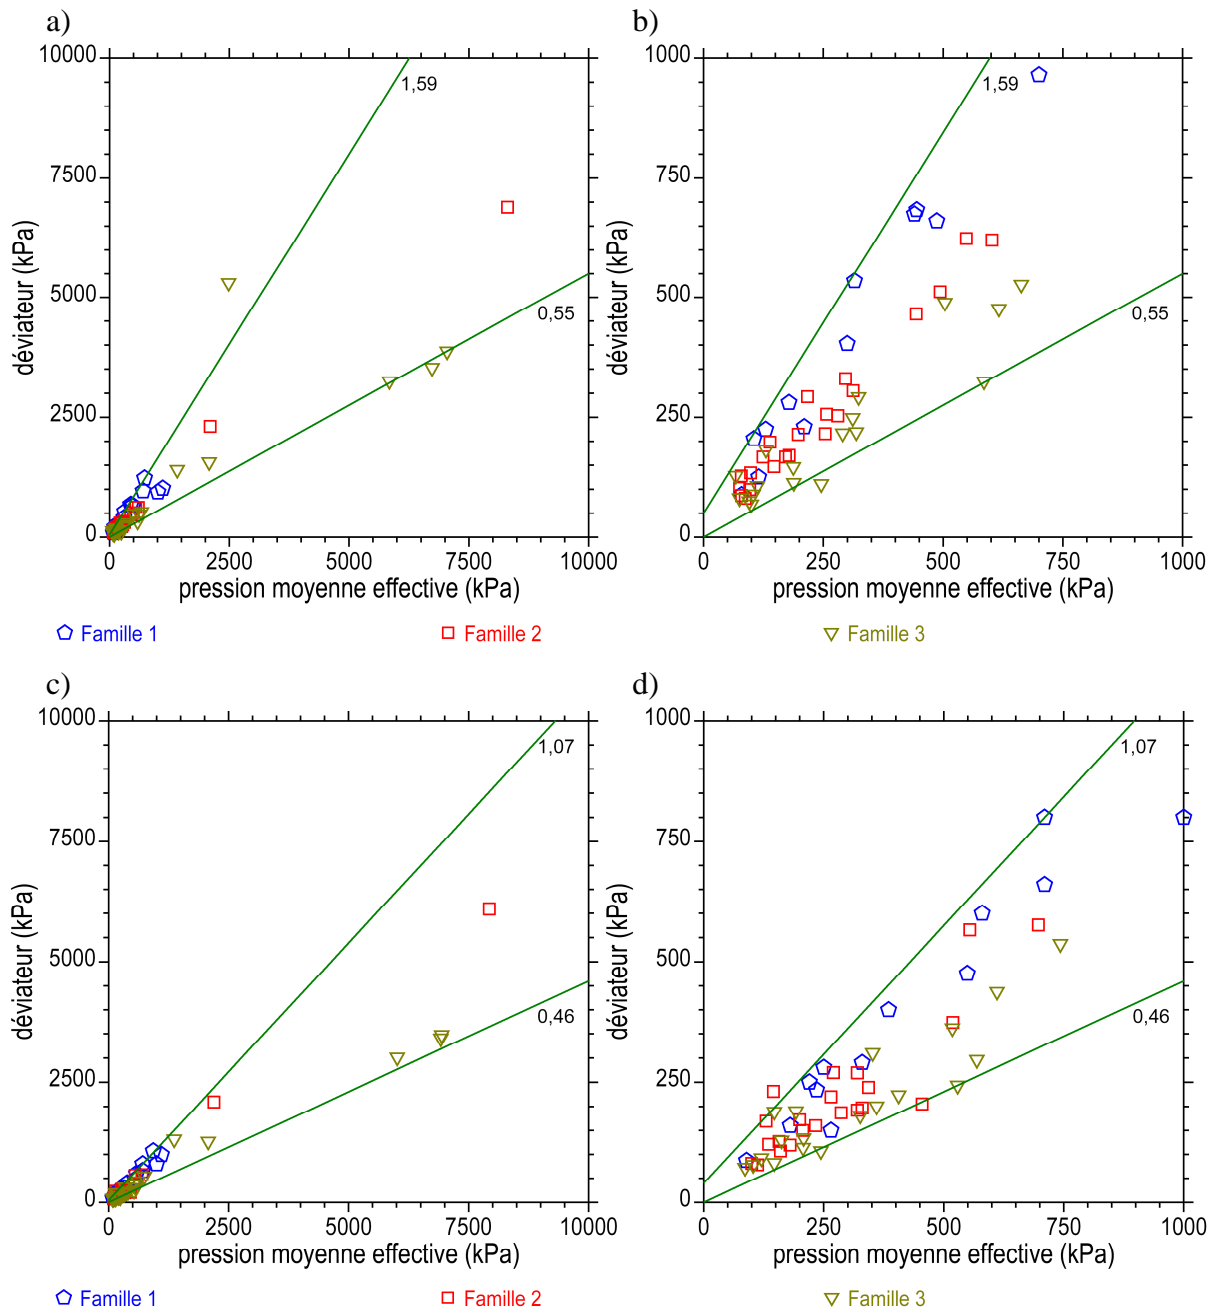 a)
b)
10000
1,59
7500
5000
0,55
2500
0
déviateur (kPa)
0 2500 5000 7500 10000
pression moyenne effective (kPa)
1000
1,59
750
500
0,55
250
0
déviateur (kPa)
0 250 500 750 1000
pression moyenne effective (kPa)
Famille 1 Famille 2 Famille 3
c)
d)
10000
1,07
7500
5000
0,46
2500
0
déviateur (kPa)
0 2500 5000 7500 10000
pression moyenne effective (kPa)
1000
1,07
750
500
0,46
250
0
déviateur (kPa)
0 250 500 750 1000
pression moyenne effective (kPa)
Famille 1 Famille 2 Famille 3